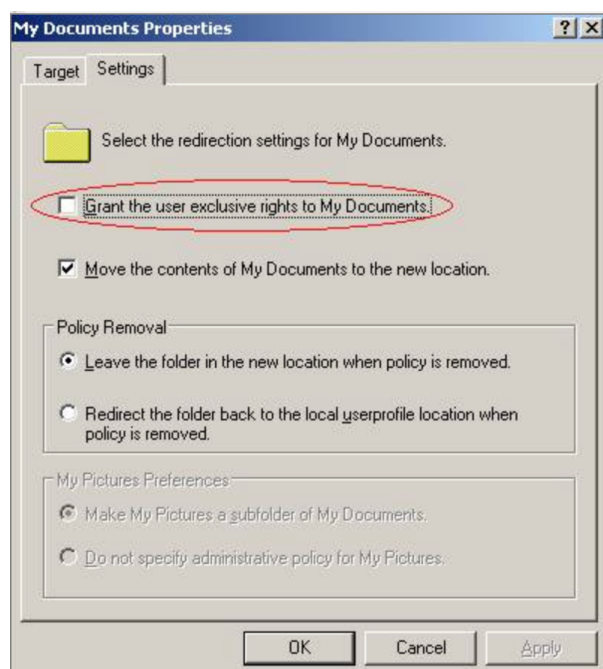 My Documents Properties
Target
Settings
Select the redirection settings for My Documents.
Grant the user exclusive rights to My Documents.
Move the contents of My Documents to the new location.
Policy Removal
Leave the folder in the new location when policy is removed.
Redirect the folder back to the local userprofile location when
policy is removed.
My Pictures Preferences
Make My Pictures a subfolder of My Documents.
Do not specify administrative policy for My Pictures.
OK
Cancel
Apply